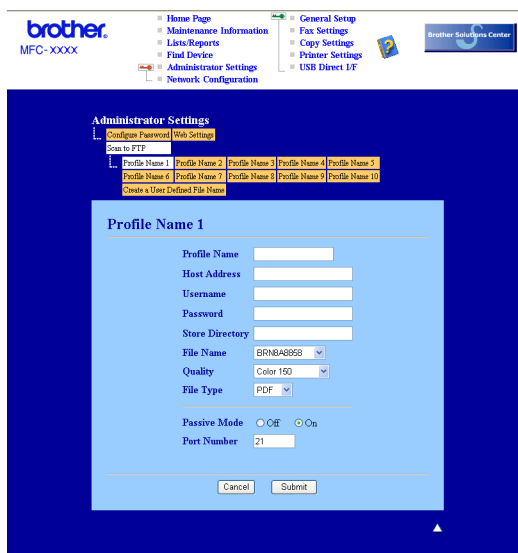 brother.
MFC- XXXX
Home Page
Maintenance Information
Lists/Reports
Find Device
Administrator Settings
Network Configuration
General Setup
Fax Settings
Copy Settings
Printer Settings
USB Direct I/F
Brother Solutions Center
Administrator Settings
Configure Password Web Settings
Scan to FTP
Profile Name 1 Profile Name 2 Profile Name 3 Profile Name 4 Profile Name 5
Profile Name 6 Profile Name 7 Profile Name 8 Profile Name 9 Profile Name 10
Create a User Defined File Name
Profile Name 1
Profile Name
Host Address
Username
Password
Store Directory
File Name BRN8A8858
Quality Color 150
File Type PDF
Passive Mode Off On
Port Number 21
Cancel Submit